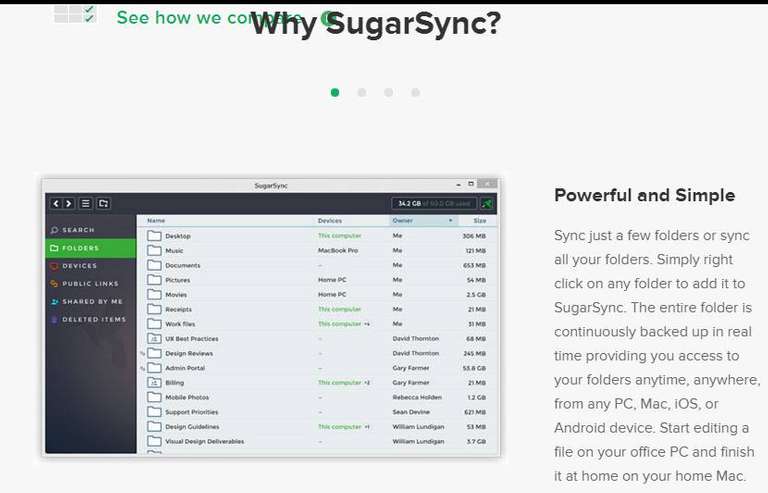 See how we compare
Why SugarSync?
SugarSync
34.2 GB of 60.0 GB used
Name Devices Owner Size
SEARCH
FOLDERS
DEVICES
PUBLIC LINKS
SHARED BY ME
DELETED ITEMS
Desktop This computer Me 306 MB
Music MacBook Pro Me 121 MB
Documents - Me 653 MB
Pictures Home PC Me 54 MB
Movies Home PC Me 2.5 GB
Receipts This computer Me 21 MB
Work files This computer +4 Me 31 MB
UX Best Practices - David Thornton 68 MB
Design Reviews - David Thornton 245 MB
Admin Portal - Gary Farmer 53.8 GB
Billing This computer +2 Gary Farmer 21 MB
Mobile Photos - Rebecca Holden 1.2 GB
Support Priorities - Sean Devine 621 MB
Design Guidelines This computer +1 William Lundigan 53 MB
Visual Design Deliverables - William Lundigan 3.7 GB
Powerful and Simple
Sync just a few folders or sync
all your folders. Simply right
click on any folder to add it to
SugarSync. The entire folder is
continuously backed up in real
time providing you access to
your folders anytime, anywhere,
from any PC, Mac, iOS, or
Android device. Start editing a
file on your office PC and finish
it at home on your home Mac.